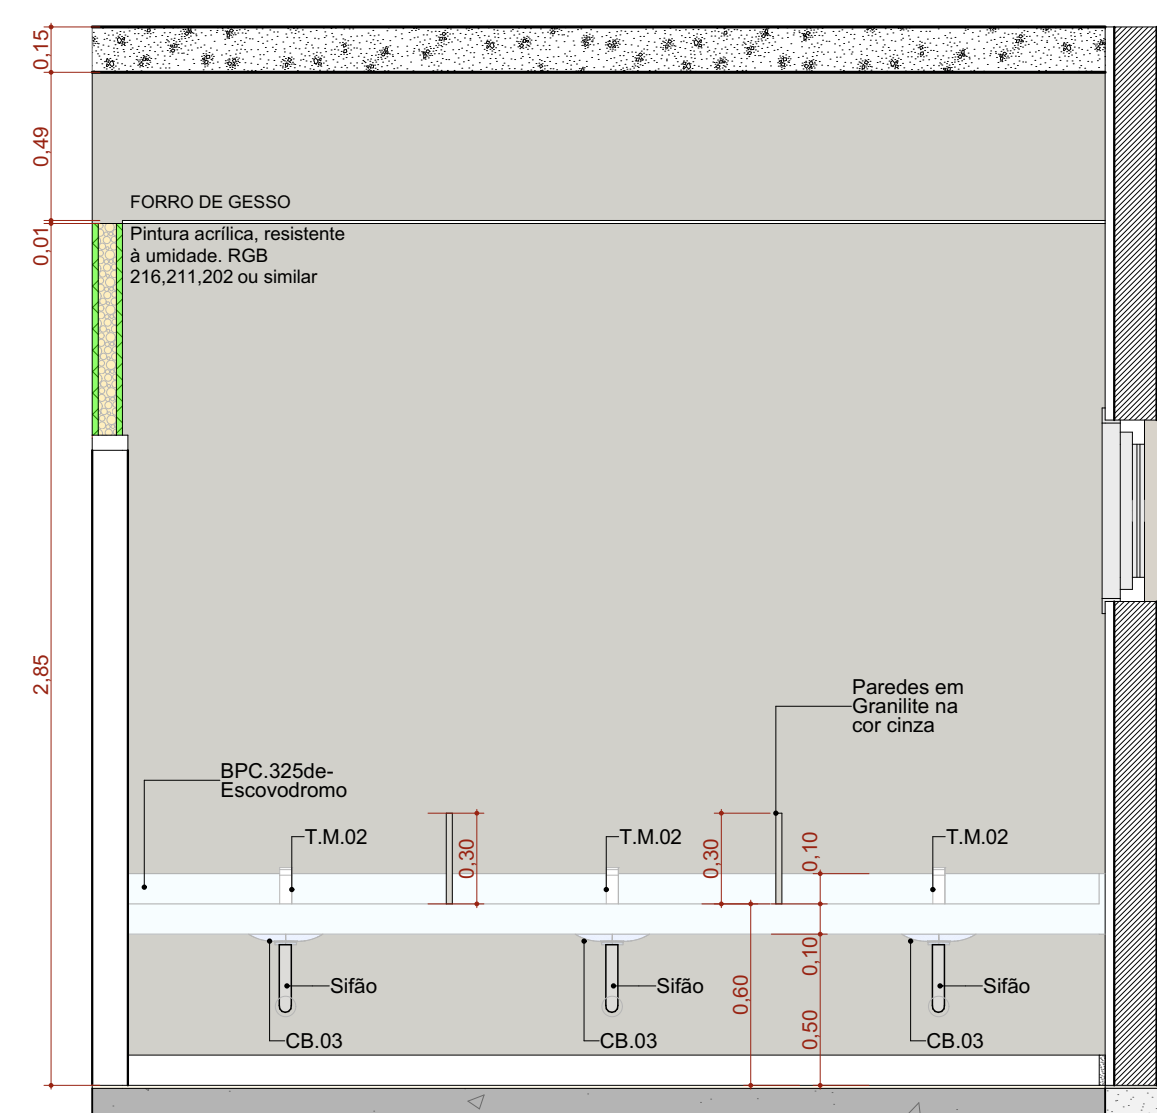 0,15
0,49
FORRO DE GESSO
0,01
Pintura acrílica, resistente
à umidade. RGB
216,211,202 ou similar
2,85
Paredes em
Granilite na
cor cinza
BPC.325de-
Escovodromo
T.M.02
0,30
T.M.02
0,30
0,10
T.M.02
Sifão
Sifão
0,60
0,10
Sifão
0,50
CB.03
CB.03
CB.03